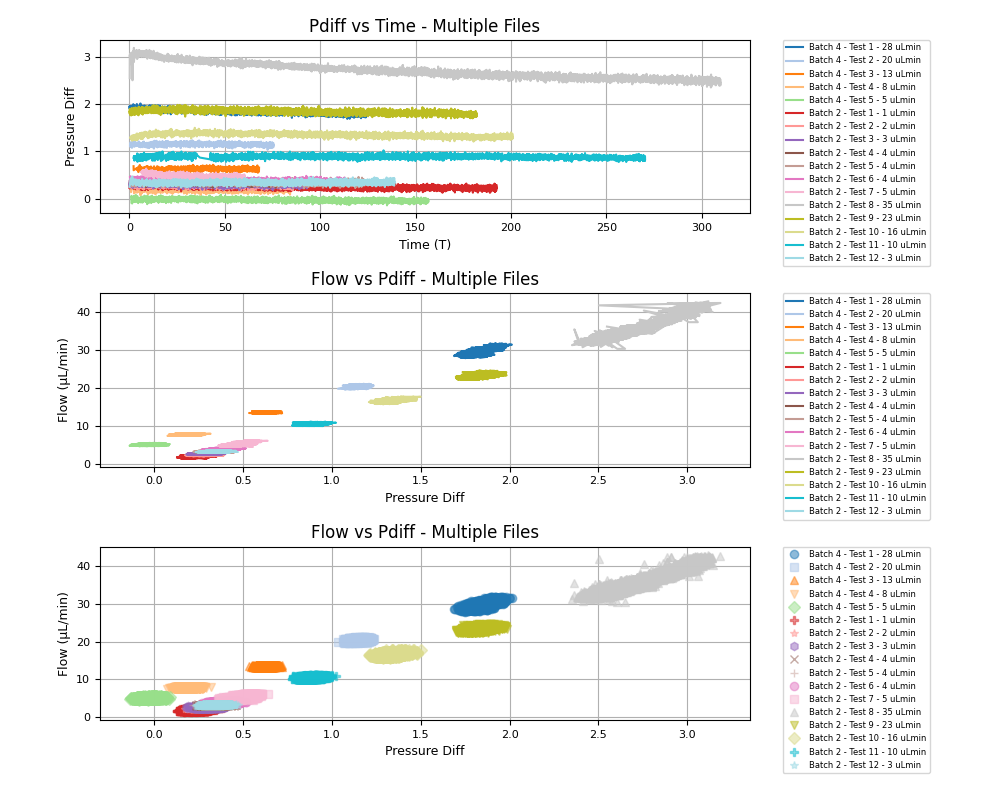 Pdiff vs Time - Multiple Files
Pressure Diff
3
2
1
0
0
50
100
150
200
250
300
Time (T)
Batch 4 - Test 1 - 28 uLmin
Batch 4 - Test 2 - 20 uLmin
Batch 4 - Test 3 - 13 uLmin
Batch 4 - Test 4 - 8 uLmin
Batch 4 - Test 5 - 5 uLmin
Batch 2 - Test 1 - 1 uLmin
Batch 2 - Test 2 - 2 uLmin
Batch 2 - Test 3 - 3 uLmin
Batch 2 - Test 4 - 4 uLmin
Batch 2 - Test 5 - 4 uLmin
Batch 2 - Test 6 - 4 uLmin
Batch 2 - Test 7 - 5 uLmin
Batch 2 - Test 8 - 35 uLmin
Batch 2 - Test 9 - 23 uLmin
Batch 2 - Test 10 - 16 uLmin
Batch 2 - Test 11 - 10 uLmin
Batch 2 - Test 12 - 3 uLmin
Flow vs Pdiff - Multiple Files
Flow (μL/min)
40
30
20
10
0
0.0
0.5
1.0
1.5
2.0
2.5
3.0
Pressure Diff
Batch 4 - Test 1 - 28 uLmin
Batch 4 - Test 2 - 20 uLmin
Batch 4 - Test 3 - 13 uLmin
Batch 4 - Test 4 - 8 uLmin
Batch 4 - Test 5 - 5 uLmin
Batch 2 - Test 1 - 1 uLmin
Batch 2 - Test 2 - 2 uLmin
Batch 2 - Test 3 - 3 uLmin
Batch 2 - Test 4 - 4 uLmin
Batch 2 - Test 5 - 4 uLmin
Batch 2 - Test 6 - 4 uLmin
Batch 2 - Test 7 - 5 uLmin
Batch 2 - Test 8 - 35 uLmin
Batch 2 - Test 9 - 23 uLmin
Batch 2 - Test 10 - 16 uLmin
Batch 2 - Test 11 - 10 uLmin
Batch 2 - Test 12 - 3 uLmin
Flow vs Pdiff - Multiple Files
Flow (μL/min)
40
30
20
10
0
0.0
0.5
1.0
1.5
2.0
2.5
3.0
Pressure Diff
Batch 4 - Test 1 - 28 uLmin
Batch 4 - Test 2 - 20 uLmin
Batch 4 - Test 3 - 13 uLmin
Batch 4 - Test 4 - 8 uLmin
Batch 4 - Test 5 - 5 uLmin
Batch 2 - Test 1 - 1 uLmin
Batch 2 - Test 2 - 2 uLmin
Batch 2 - Test 3 - 3 uLmin
Batch 2 - Test 4 - 4 uLmin
Batch 2 - Test 5 - 4 uLmin
Batch 2 - Test 6 - 4 uLmin
Batch 2 - Test 7 - 5 uLmin
Batch 2 - Test 8 - 35 uLmin
Batch 2 - Test 9 - 23 uLmin
Batch 2 - Test 10 - 16 uLmin
Batch 2 - Test 11 - 10 uLmin
Batch 2 - Test 12 - 3 uLmin